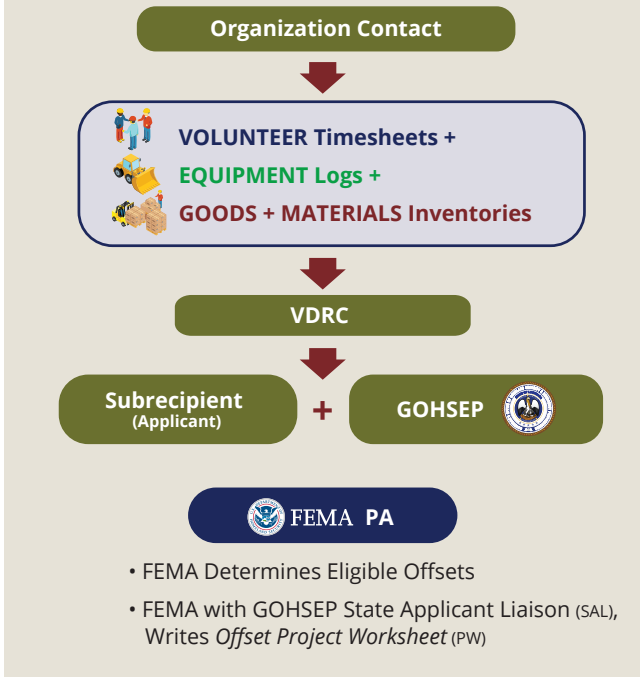 Organization Contact
VOLUNTEER Timesheets +
EQUIPMENT Logs +
GOODS + MATERIALS Inventories
VDRC
Subrecipient
(Applicant)
+
GOHSEP
FEMA PA
• FEMA Determines Eligible Offsets
• FEMA with GOHSEP State Applicant Liaison (SAL),
Writes Offset Project Worksheet (PW)